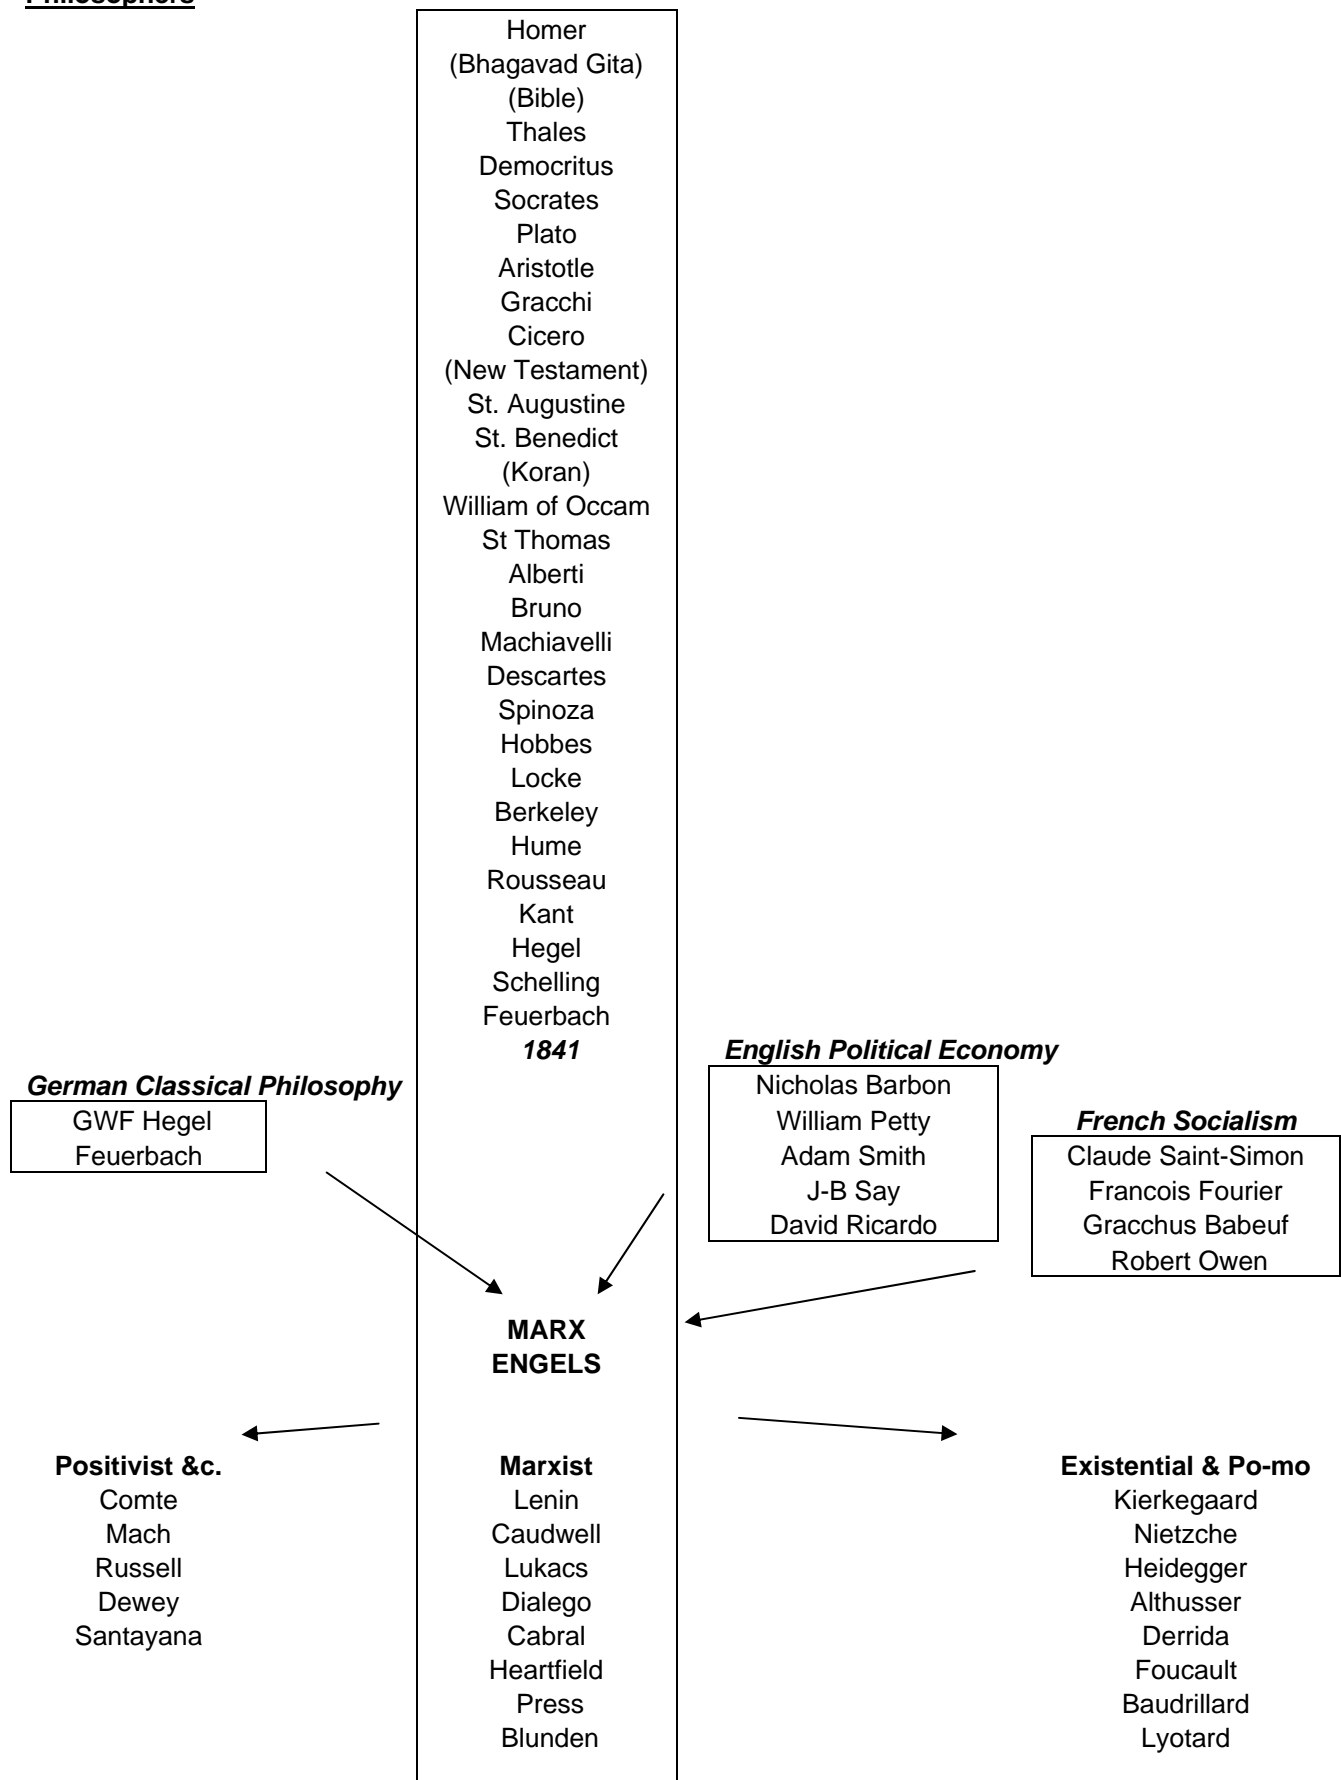 Philosophers
Homer
(Bhagavad Gita)
(Bible)
Thales
Democritus
Socrates
Plato
Aristotle
Gracchi
Cicero
(New Testament)
St. Augustine
St. Benedict
(Koran)
William of Occam
St Thomas
Alberti
Bruno
Machiavelli
Descartes
Spinoza
Hobbes
Locke
Berkeley
Hume
Rousseau
Kant
Hegel
Schelling
Feuerbach
1841
German Classical Philosophy
GWF Hegel
Feuerbach
English Political Economy
Nicholas Barbon
William Petty
Adam Smith
J-B Say
David Ricardo
French Socialism
Claude Saint-Simon
Francois Fourier
Gracchus Babeuf
Robert Owen
MARX
ENGELS
Positivist &c.
Comte
Mach
Russell
Dewey
Santayana
Marxist
Lenin
Caudwell
Lukacs
Dialego
Cabral
Heartfield
Press
Blunden
Existential & Po-mo
Kierkegaard
Nietzche
Heidegger
Althusser
Derrida
Foucault
Baudrillard
Lyotard